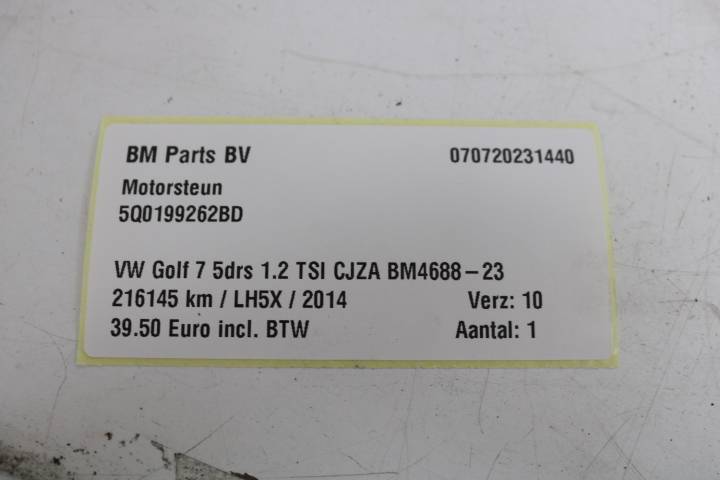 BM Parts BV 070720231440
Motorsteun
5Q0199262BD
VW Golf 7 5drs 1.2 TSI CJZA BM4688-23
216145 km / LH5X / 2014 Verz: 10
39.50 Euro incl. BTW Aantal: 1